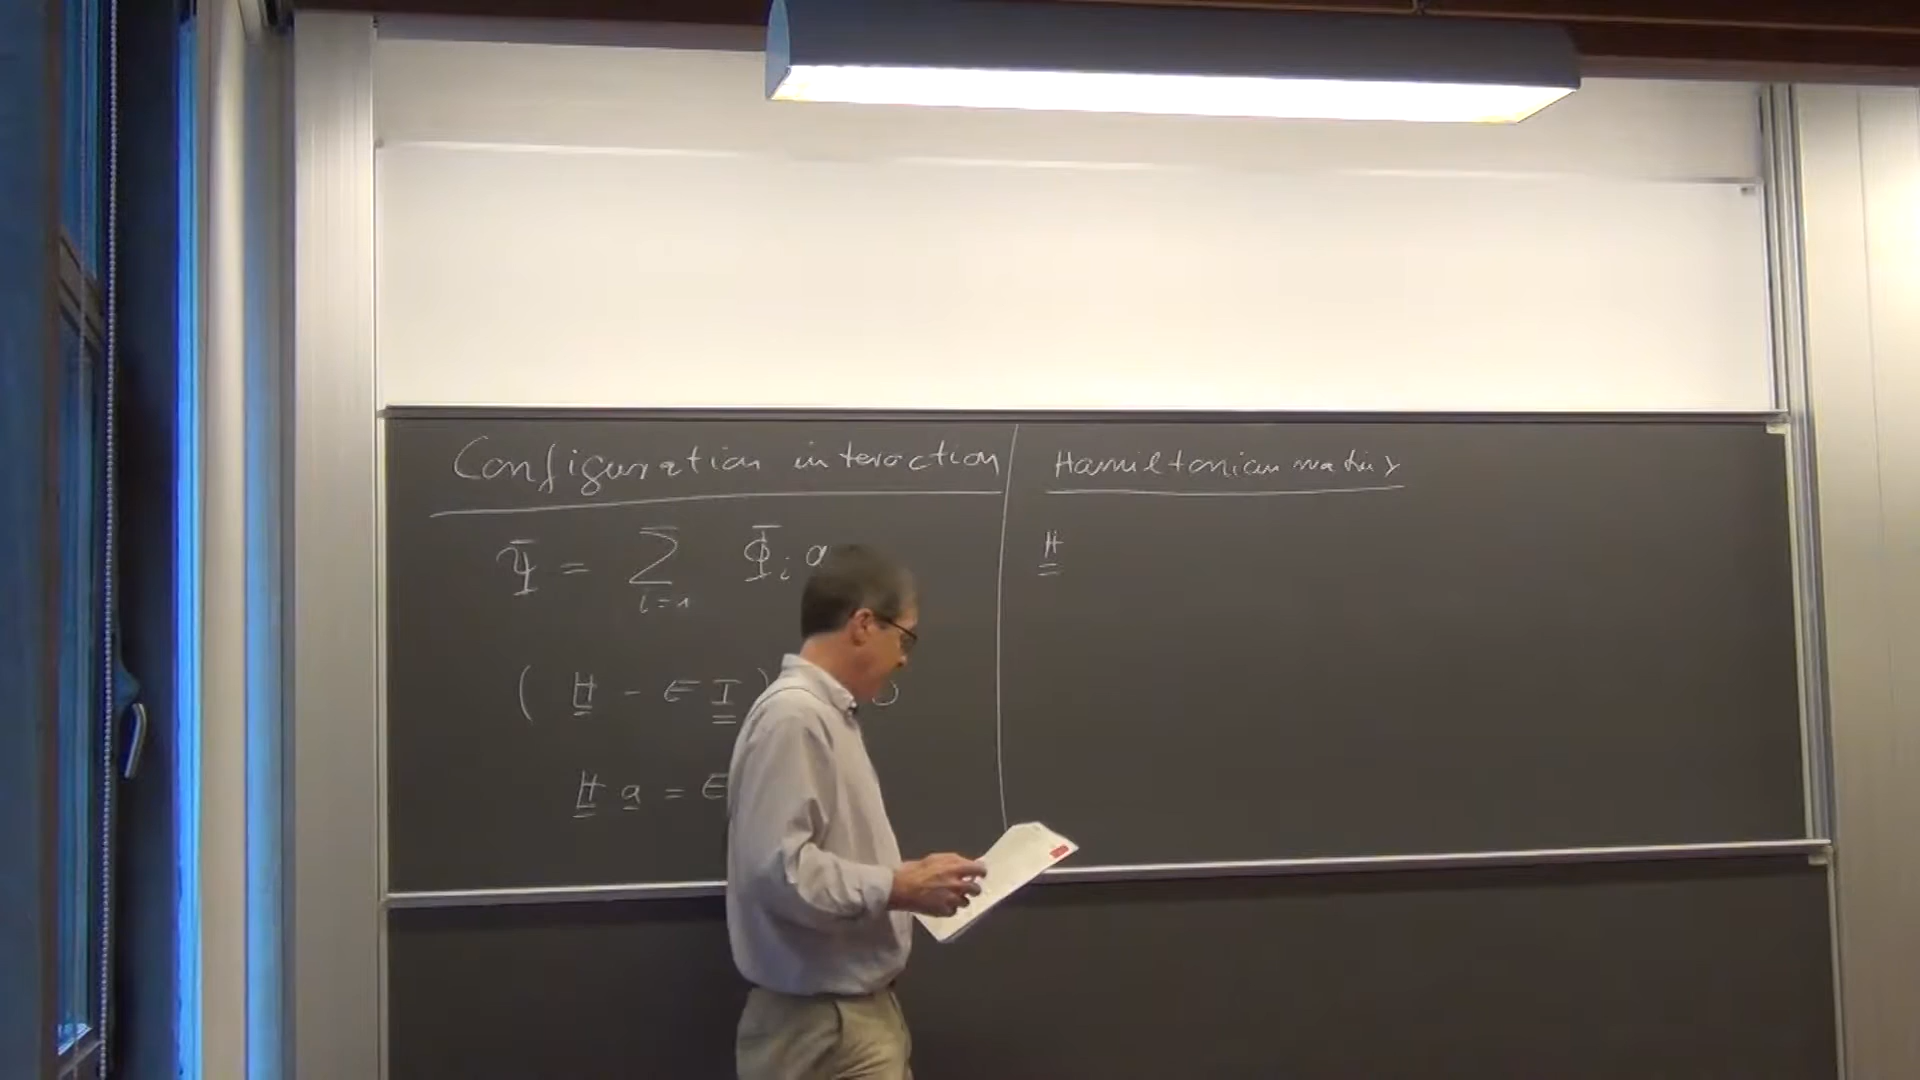 Configuration interaction
Ψ = Σ Φi a
i=1
( H - E I )
H a = E
Hamiltonian matrix
H